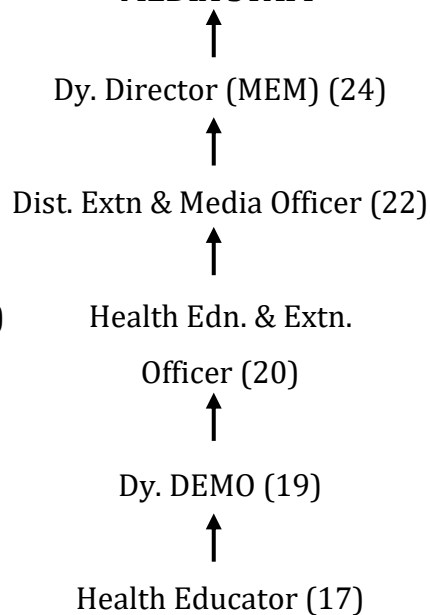 Dy. Director (MEM) (24)
Dist. Extn & Media Officer (22)
)
Health Edn. & Extn.
Officer (20)
Dy. DEMO (19)
Health Educator (17)